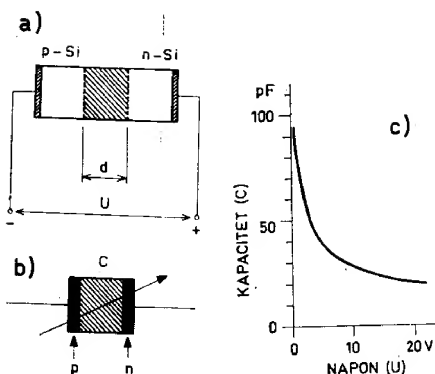 a)
p-Si n-Si
d
U
- +
b)
C
p n
c)
pF
100
50
0
KAPACITET (C)
0 10 20 V
NAPON (U)